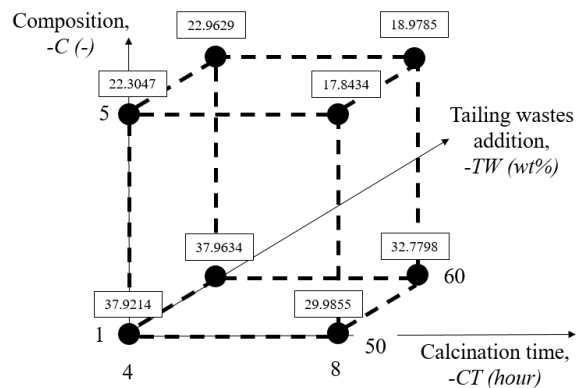 Composition,
-C (-)
22.9629
18.9785
22.3047
17.8434
5
Tailing wastes
addition,
-TW (wt%)
37.9634
32.7798
60
37.9214
29.9855
1
50
4
8
Calcination time,
-CT (hour)